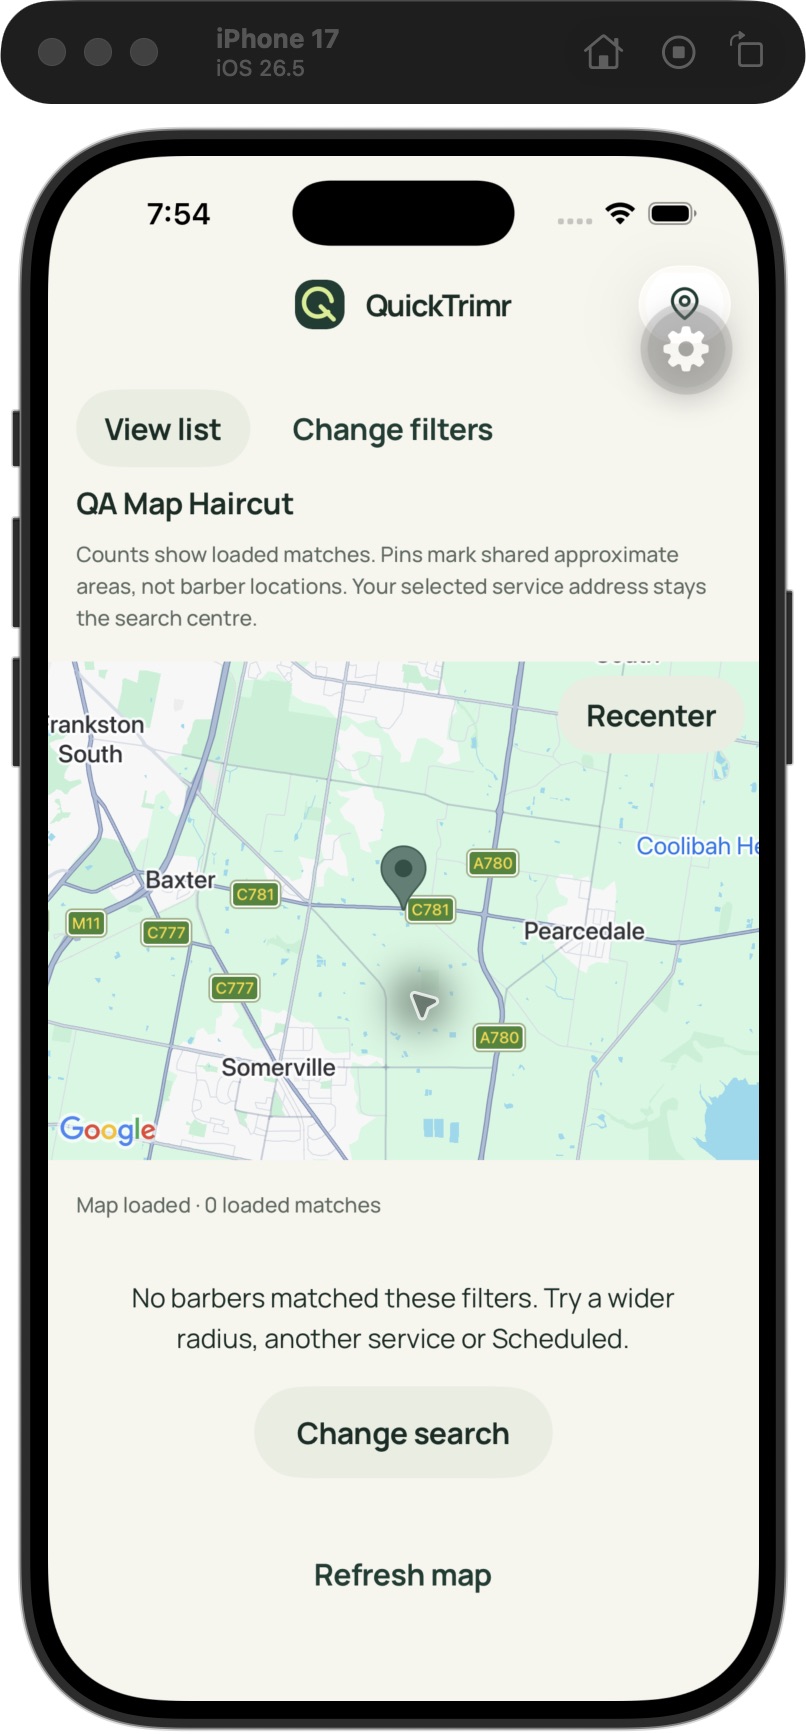 iPhone 17
iOS 26.5
7:54
QuickTrimr
View list
Change filters
QA Map Haircut
Counts show loaded matches. Pins mark shared approximate
areas, not barber locations. Your selected service address stays
the search centre.
Recenter
rankston
South
Coolibah He
A780
Baxter
C781
C781
M11
C777
Pearcedale
C777
A780
Somerville
Google
Map loaded · 0 loaded matches
No barbers matched these filters. Try a wider
radius, another service or Scheduled.
Change search
Refresh map